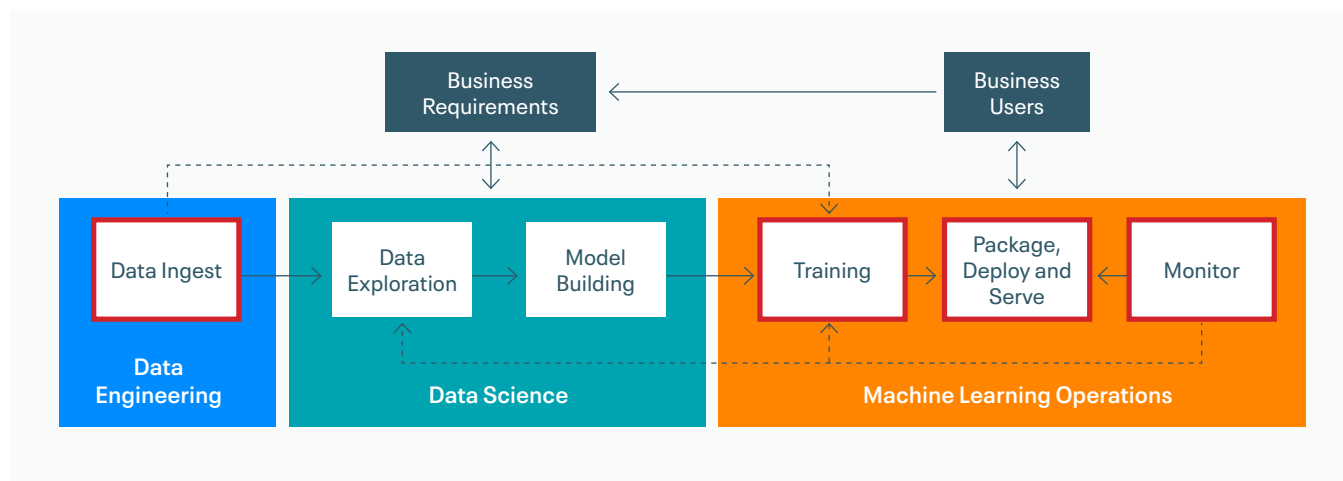 Business
Requirements
Business
Users
Data Ingest
Data
Exploration
Model
Building
Training
Package,
Deploy and
Serve
Monitor
Data
Engineering
Data Science
Machine Learning Operations